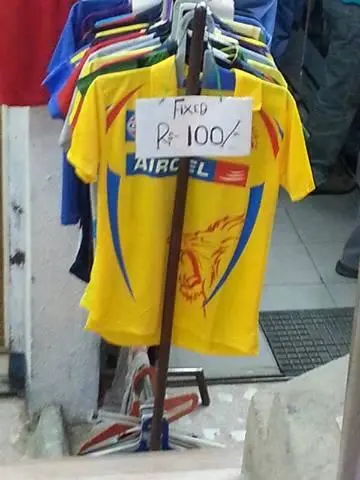 FIXED
Rs 100/-
AIRCEL